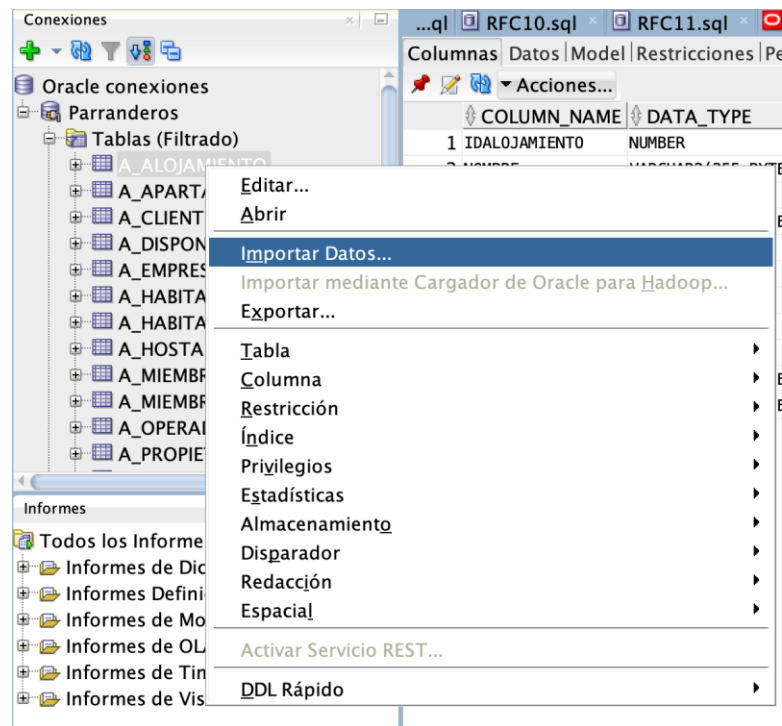 Conexiones
Oracle conexiones
Parranderos
Tablas (Filtrado)
A_ALOJAMIENTO
A_APARTA
A_CLIENT
A_DISPON
A_EMPRES
A_HABITA
A_HABITA
A_HOSTA
A_MIEMBR
A_MIEMBR
A_OPERA
A_PROPIE
Informes
Todos los Informe
Informes de Dic
Informes Defini
Informes de Mo
Informes de OL
Informes de Tim
Informes de Vis
...ql RFC10.sql RFC11.sql
Columnas Datos Model Restricciones Pe
Acciones...
COLUMN_NAME DATA_TYPE
1 IDALOJAMIENTO NUMBER
Editar...
Abrir
Importar Datos...
Importar mediante Cargador de Oracle para Hadoop...
Exportar...
Tabla
Columna
Restricción
Índice
Privilegios
Estadísticas
Almacenamiento
Disparador
Redacción
Espacial
Activar Servicio REST...
DDL Rápido